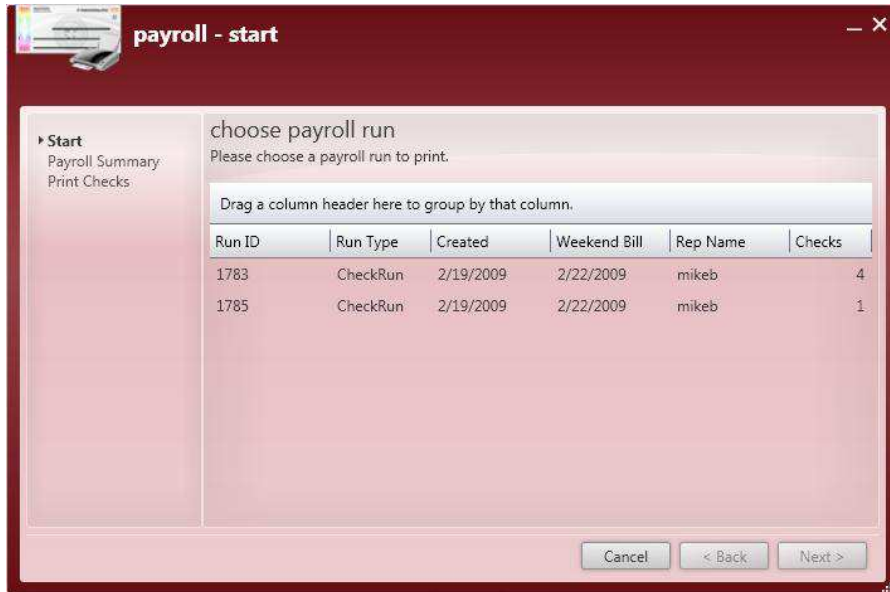 payroll - start
Start
Payroll Summary
Print Checks
choose payroll run
Please choose a payroll run to print.
Drag a column header here to group by that column.
Run ID Run Type Created Weekend Bill Rep Name Checks
1783 CheckRun 2/19/2009 2/22/2009 mikeb 4
1785 CheckRun 2/19/2009 2/22/2009 mikeb 1
Cancel < Back Next >